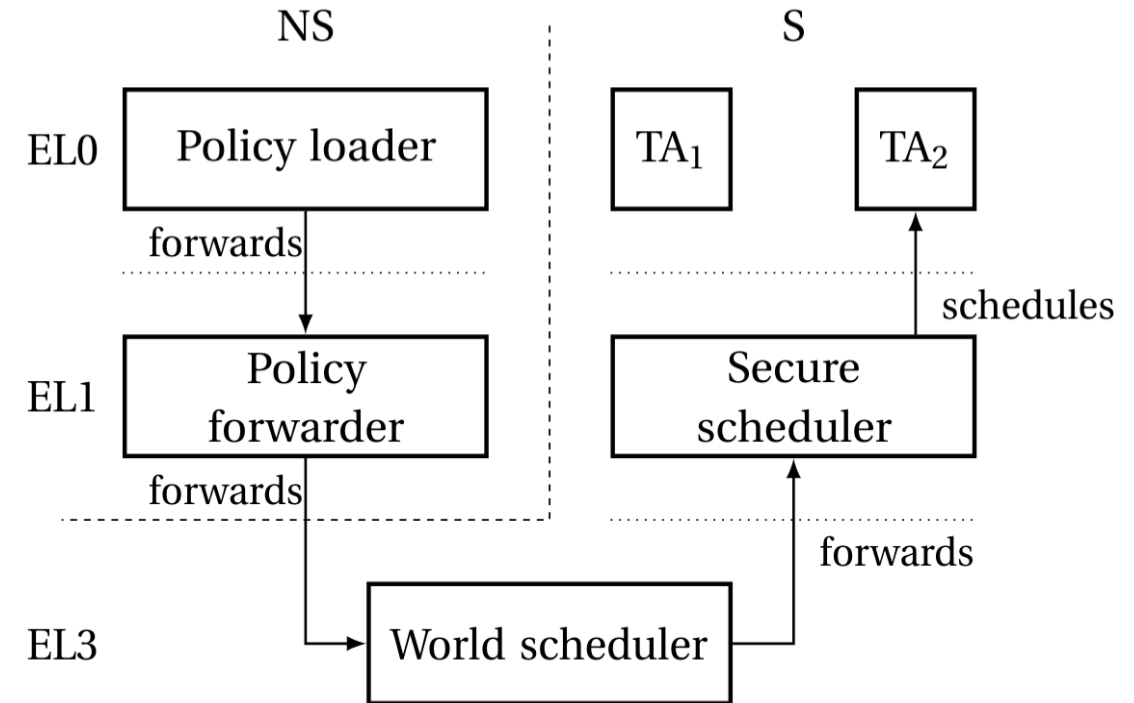 NS
S
EL0
Policy loader
TA₁
TA₂
forwards
schedules
EL1
Policy
forwarder
Secure
scheduler
forwards
forwards
EL3
World scheduler